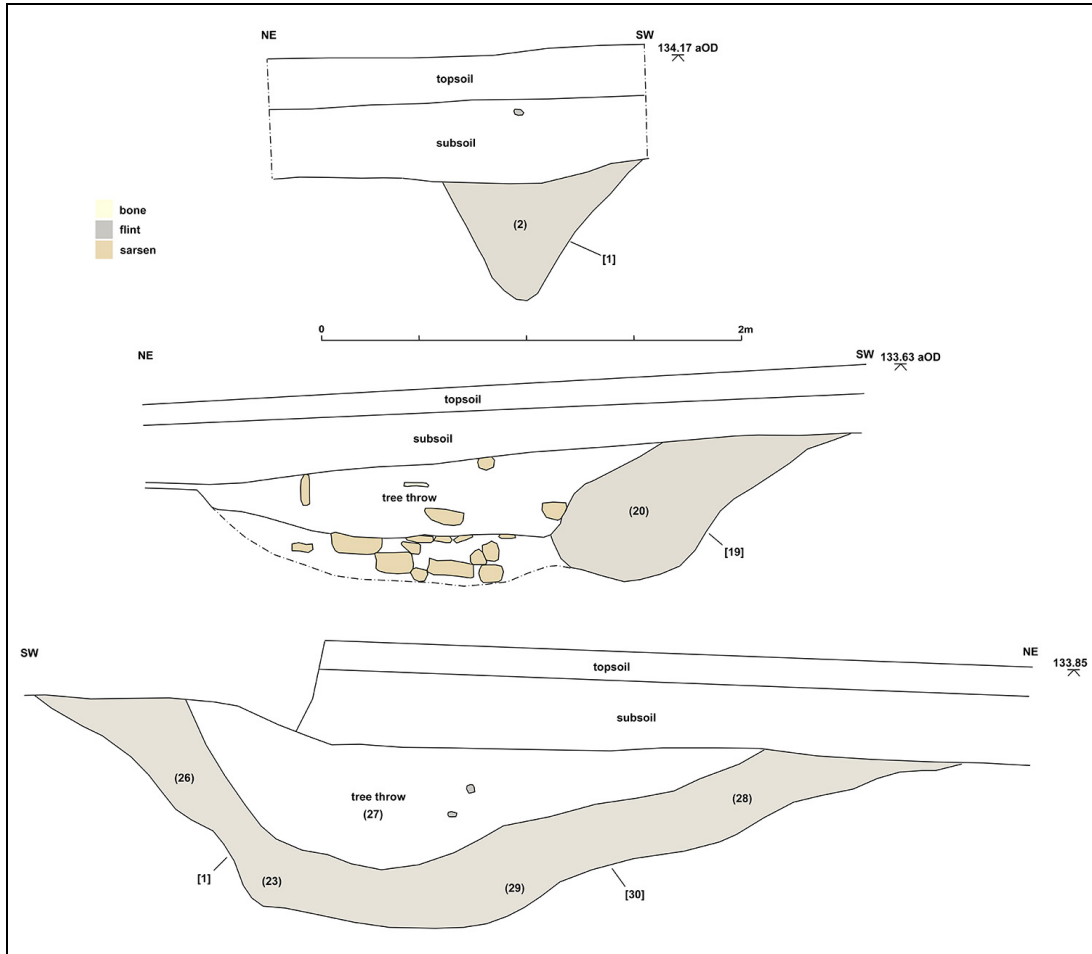 NE SW
134.17 aOD
topsoil
subsoil
bone
flint
sarsen
(2)
[1]
0 2m
NE SW 133.63 aOD
topsoil
subsoil
tree throw
(20)
[19]
SW NE
133.85
topsoil
subsoil
(26)
tree throw
(27)
(28)
[1]
(23)
(29)
[30]